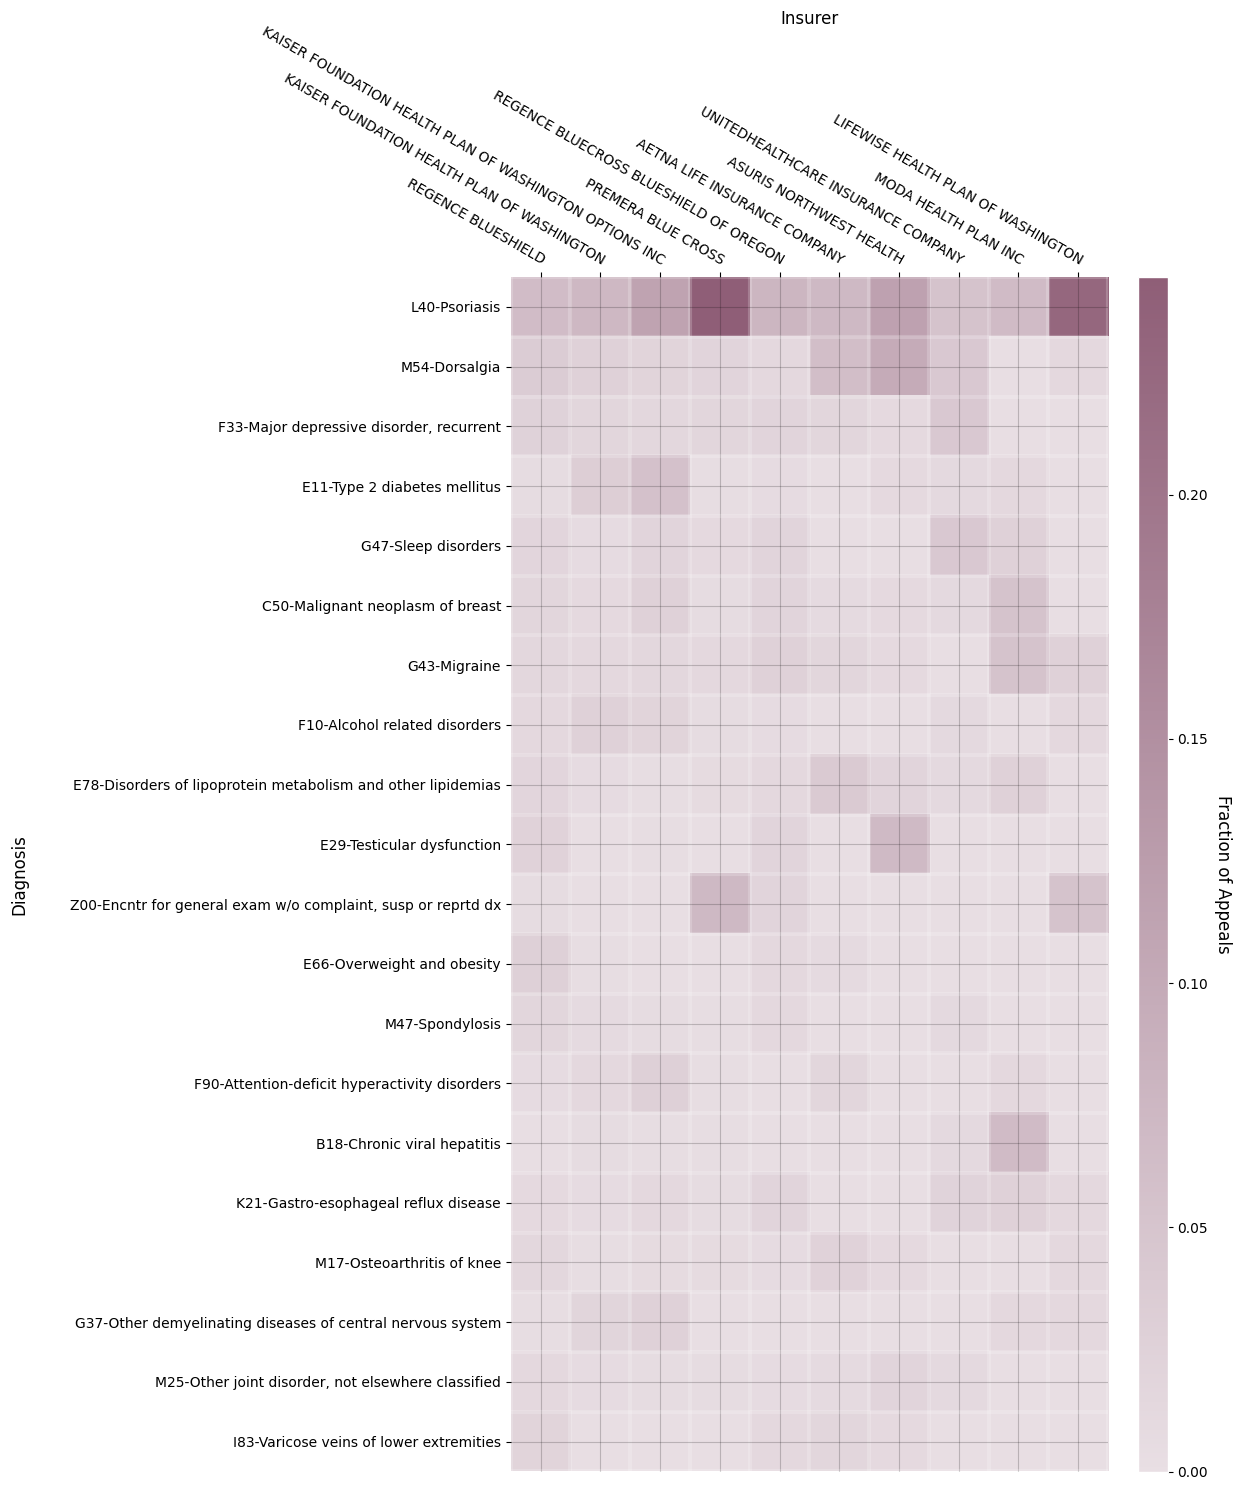 Insurer
KAISER FOUNDATION HEALTH PLAN OF WASHINGTON OPTIONS INC
KAISER FOUNDATION HEALTH PLAN OF WASHINGTON
REGENCE BLUESHIELD
PREMERA BLUE CROSS
REGENCE BLUECROSS BLUESHIELD OF OREGON
AETNA LIFE INSURANCE COMPANY
ASURIS NORTHWEST HEALTH
UNITEDHEALTHCARE INSURANCE COMPANY
MODA HEALTH PLAN INC
LIFEWISE HEALTH PLAN OF WASHINGTON
Diagnosis
L40-Psoriasis
M54-Dorsalgia
F33-Major depressive disorder, recurrent
E11-Type 2 diabetes mellitus
G47-Sleep disorders
C50-Malignant neoplasm of breast
G43-Migraine
F10-Alcohol related disorders
E78-Disorders of lipoprotein metabolism and other lipidemias
E29-Testicular dysfunction
Z00-Encntr for general exam w/o complaint, susp or reprtd dx
E66-Overweight and obesity
M47-Spondylosis
F90-Attention-deficit hyperactivity disorders
B18-Chronic viral hepatitis
K21-Gastro-esophageal reflux disease
M17-Osteoarthritis of knee
G37-Other demyelinating diseases of central nervous system
M25-Other joint disorder, not elsewhere classified
I83-Varicose veins of lower extremities
0.20
0.15
0.10
0.05
0.00
Fraction of Appeals